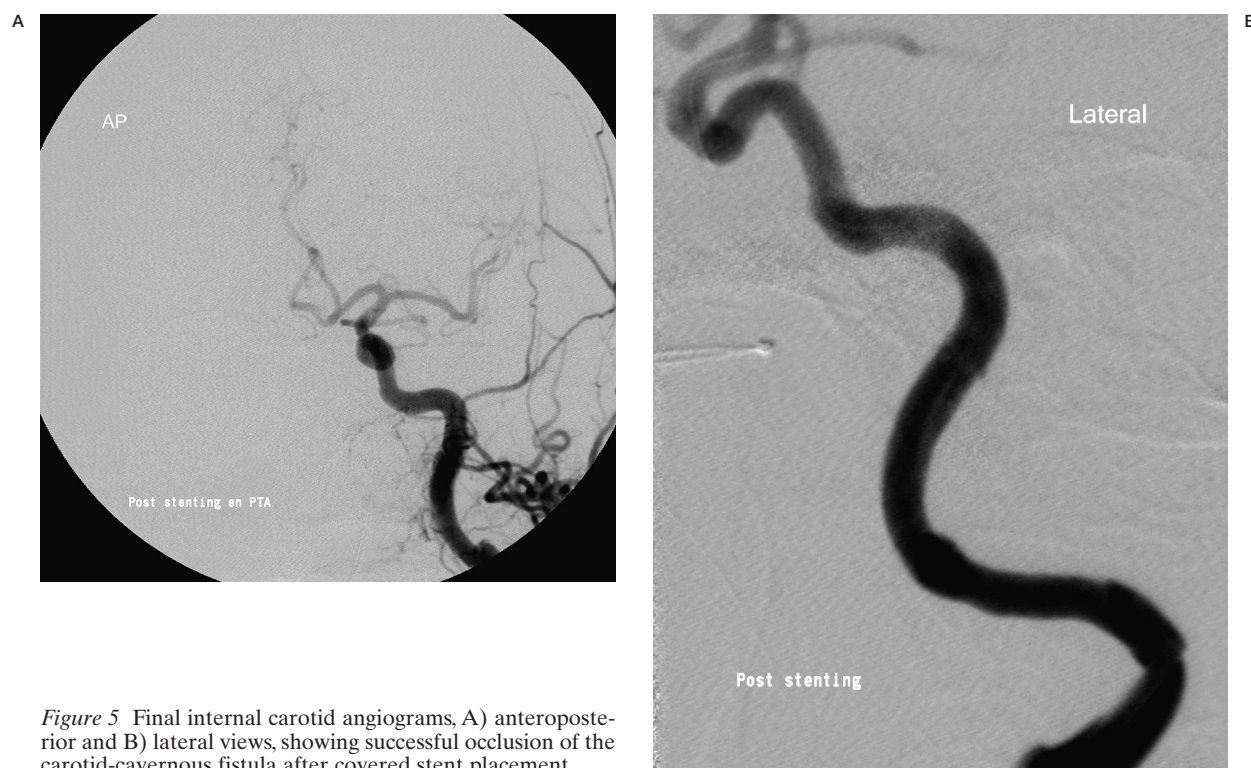 A
AP
Post stenting en PTA
Lateral
Post stenting
Figure 5 Final internal carotid angiograms, A) anteroposte-
rior and B) lateral views, showing successful occlusion of the
carotid-cavernous fistula after covered stent placement